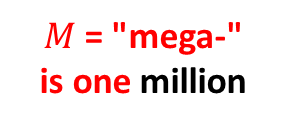 M = "mega-"
is one million